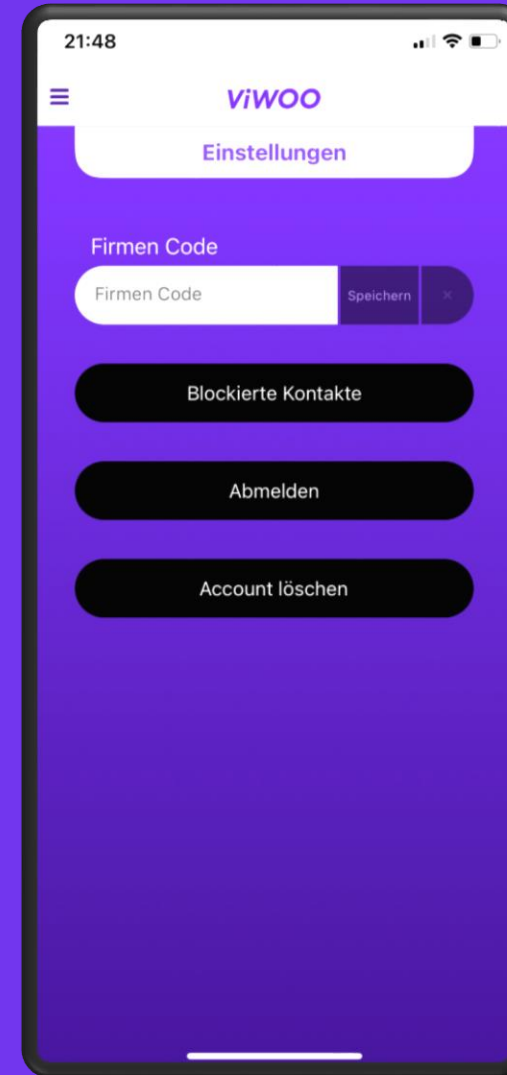 21:48
ViWOO
Einstellungen
Firmen Code
Firmen Code
Speichern ×
Blockierte Kontakte
Abmelden
Account löschen